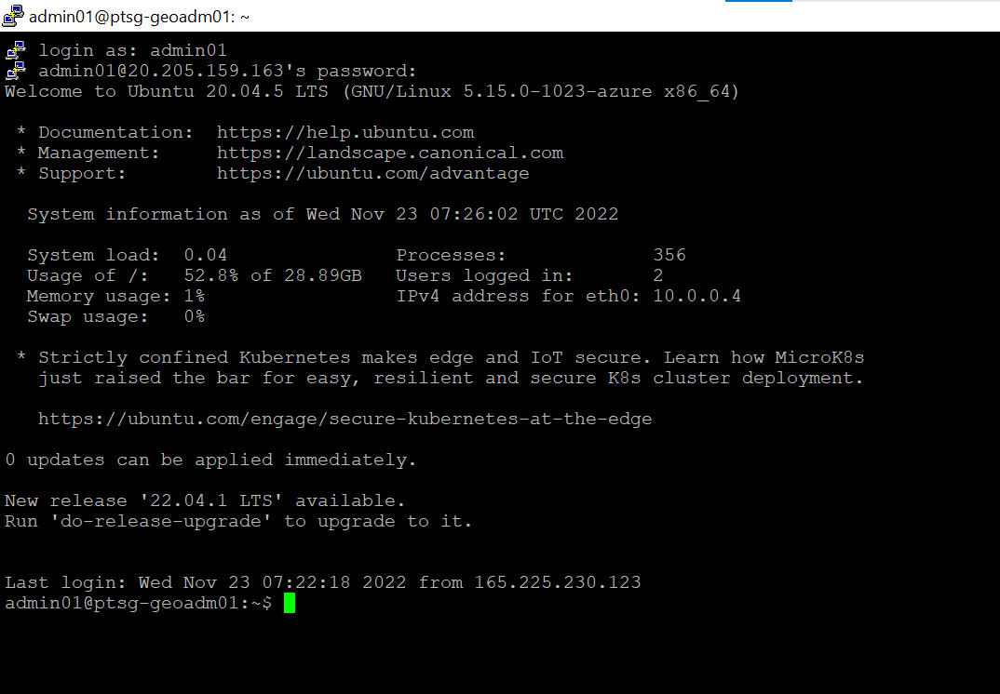 admin01@ptsg-geoadm01: ~
login as: admin01
admin01@20.205.159.163's password:
Welcome to Ubuntu 20.04.5 LTS (GNU/Linux 5.15.0-1023-azure x86_64)
* Documentation:  https://help.ubuntu.com
* Management:     https://landscape.canonical.com
* Support:        https://ubuntu.com/advantage
System information as of Wed Nov 23 07:26:02 UTC 2022
System load:  0.04               Processes:             356
Usage of /:   52.8% of 28.89GB   Users logged in:       2
Memory usage: 1%                 IPv4 address for eth0: 10.0.0.4
Swap usage:   0%
* Strictly confined Kubernetes makes edge and IoT secure. Learn how MicroK8s
just raised the bar for easy, resilient and secure K8s cluster deployment.
https://ubuntu.com/engage/secure-kubernetes-at-the-edge
0 updates can be applied immediately.
New release '22.04.1 LTS' available.
Run 'do-release-upgrade' to upgrade to it.
Last login: Wed Nov 23 07:22:18 2022 from 165.225.230.123
admin01@ptsg-geoadm01:~$